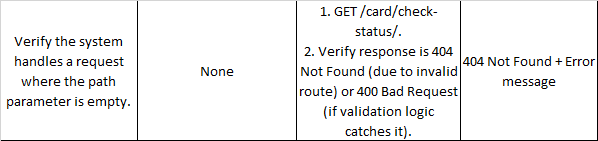 Verify the system
handles a request
where the path
parameter is empty.
None
1. GET /card/check-
status/.
2. Verify response is 404
Not Found (due to invalid
route) or 400 Bad Request
(if validation logic
catches it).
404 Not Found + Error
message